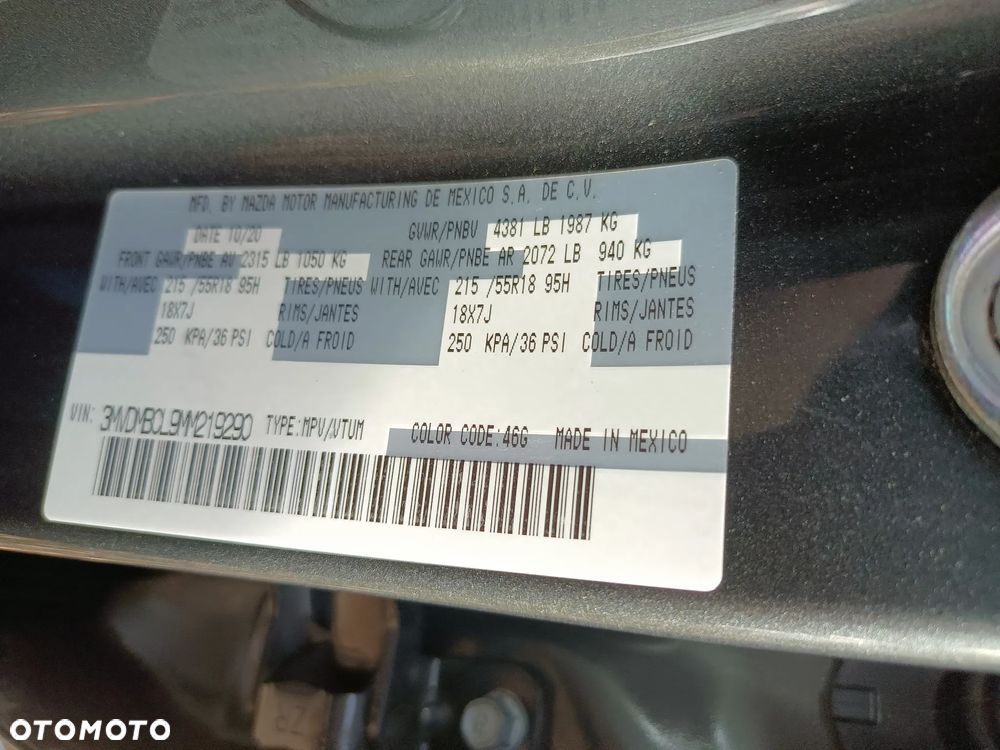 MFD. BY MAZDA MOTOR MANUFACTURING DE MEXICO S.A. DE C.V.
DATE 10/20 GVWR/PNBV 4381 LB 1987 KG
FRONT GAWR/PNBE AV 2315 LB 1050 KG REAR GAWR/PNBE AR 2072 LB 940 KG
WITH/AVEC 215 /55R18 95H TIRES/PNEUS WITH/AVEC 215 /55R18 95H TIRES/PNEUS
18X7J RIMS/JANTES 18X7J RIMS/JANTES
250 KPA/36 PSI COLD/A FROID 250 KPA/36 PSI COLD/A FROID
VIN: 3MVDMBCL9MM219290 TYPE:MPV/VTUM COLOR CODE:46G MADE IN MEXICO
OTOMOTO